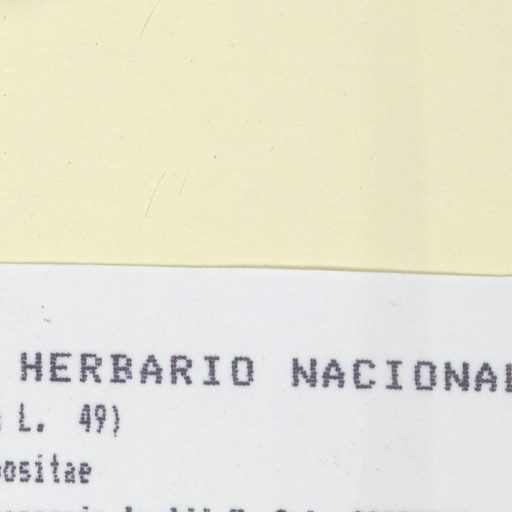 HERBARIO NACIONAL
L. 49)
ositae